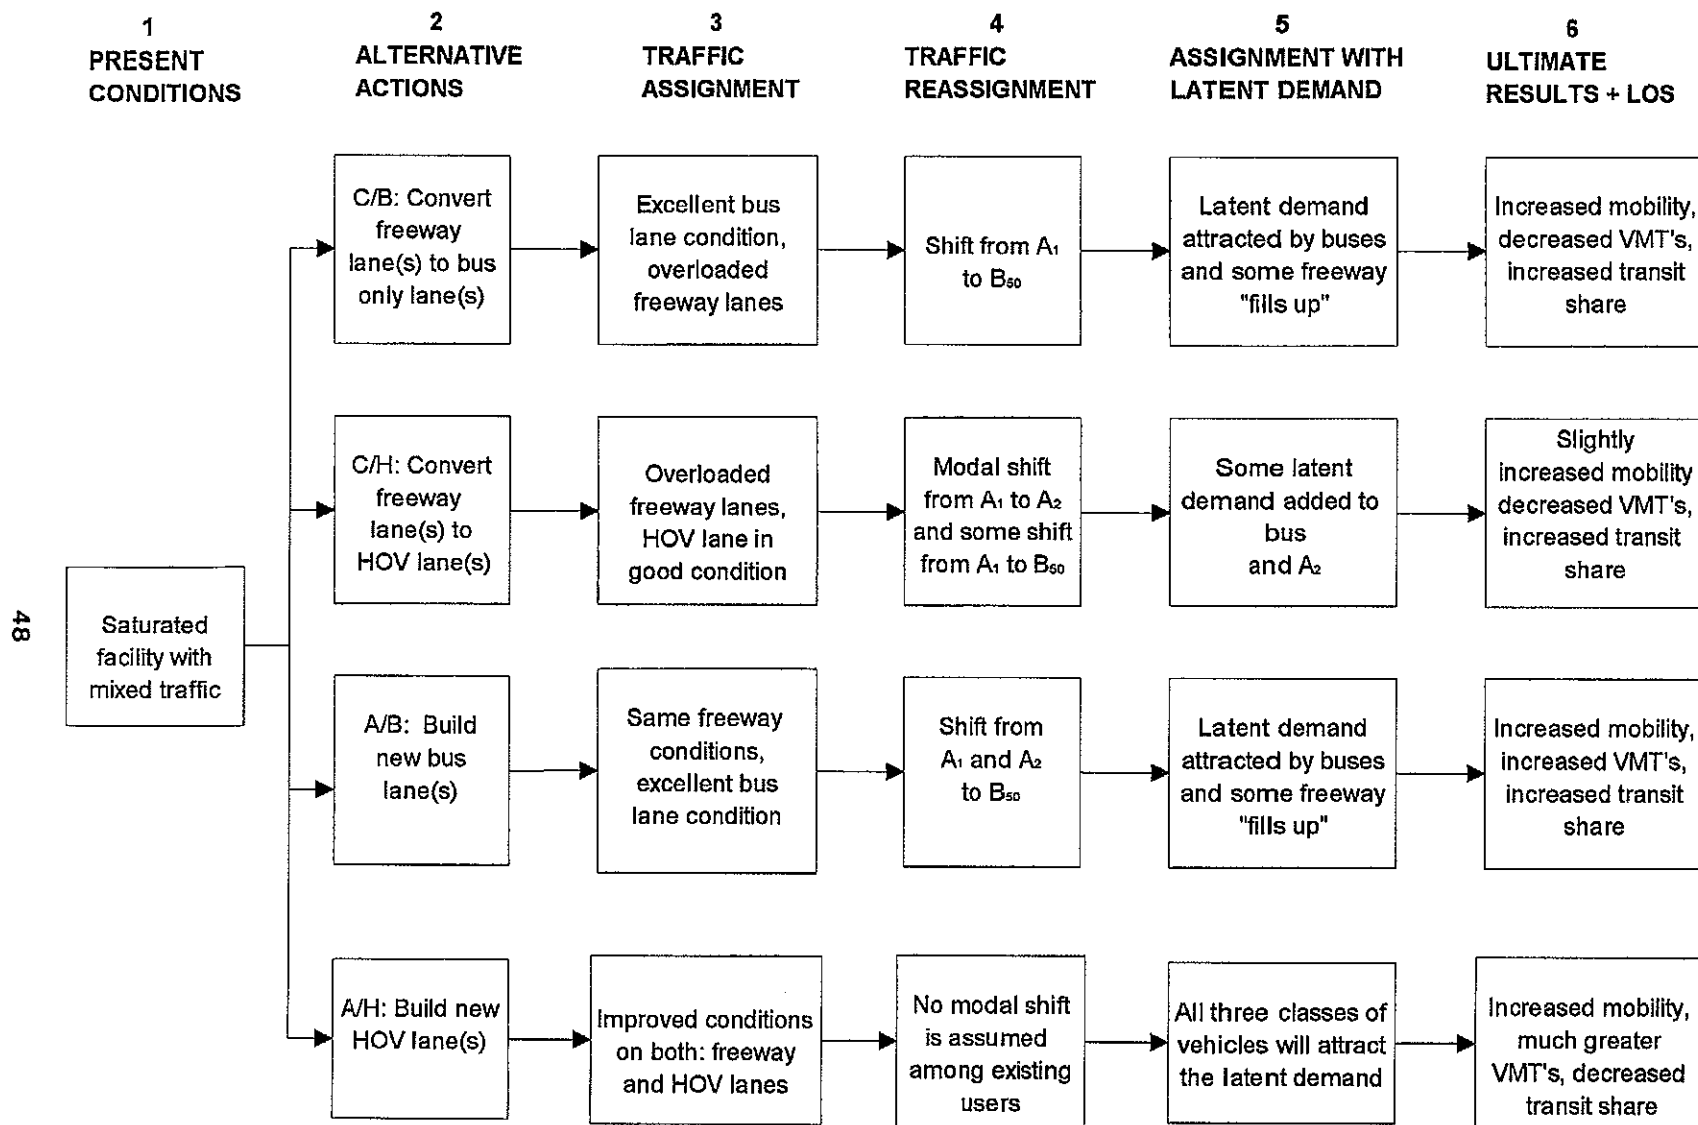 1
PRESENT
CONDITIONS
2
ALTERNATIVE
ACTIONS
3
TRAFFIC
ASSIGNMENT
4
TRAFFIC
REASSIGNMENT
5
ASSIGNMENT WITH
LATENT DEMAND
6
ULTIMATE
RESULTS + LOS
Saturated
facility with
mixed traffic
C/B: Convert
freeway
lane(s) to bus
only lane(s)
Excellent bus
lane condition,
overloaded
freeway lanes
Shift from A₁
to B₅₀
Latent demand
attracted by buses
and some freeway
"fills up"
Increased mobility,
decreased VMT's,
increased transit
share
C/H: Convert
freeway
lane(s) to
HOV lane(s)
Overloaded
freeway lanes,
HOV lane in
good condition
Modal shift
from A₁ to A₂
and some shift
from A₁ to B₅₀
Some latent
demand added to
bus
and A₂
Slightly
increased mobility
decreased VMT's,
increased transit
share
A/B: Build
new bus
lane(s)
Same freeway
conditions,
excellent bus
lane condition
Shift from
A₁ and A₂
to B₅₀
Latent demand
attracted by buses
and some freeway
"fills up"
Increased mobility,
increased VMT's,
increased transit
share
A/H: Build new
HOV lane(s)
Improved conditions
on both: freeway
and HOV lanes
No modal shift
is assumed
among existing
users
All three classes of
vehicles will attract
the latent demand
Increased mobility,
much greater
VMT's, decreased
transit share
48